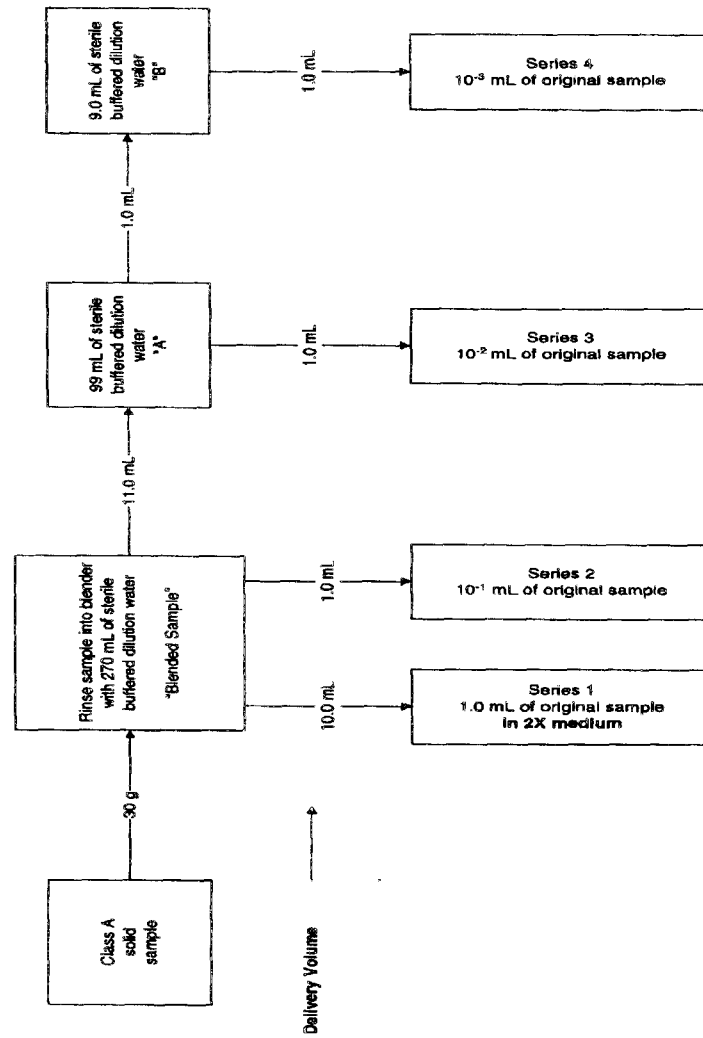 Class A
solid
sample
30 g
Rinse sample into blender
with 270 mL of sterile
buffered dilution water
"Blended Sample"
11.0 mL
99 mL of sterile
buffered dilution
water
"A"
1.0 mL
9.0 mL of sterile
buffered dilution
water
"B"
Delivery Volume
10.0 mL
1.0 mL
1.0 mL
1.0 mL
Series 1
1.0 mL of original sample
in 2X medium
Series 2
10⁻¹ mL of original sample
Series 3
10⁻² mL of original sample
Series 4
10⁻³ mL of original sample